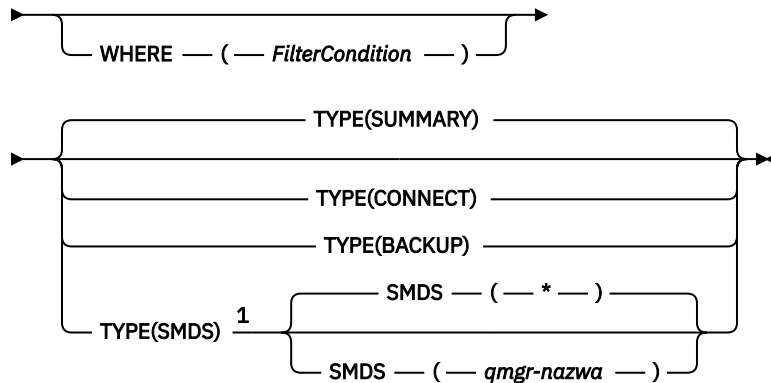 WHERE ( FilterCondition )
TYPE(SUMMARY)
TYPE(CONNECT)
TYPE(BACKUP)
SMDS ( * )
TYPE(SMDS) 1
SMDS ( qmgr-nazwa )